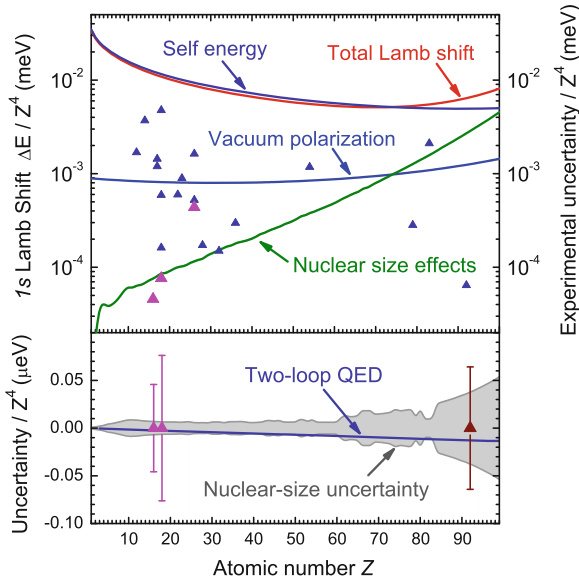 1s Lamb Shift ΔE / Z⁴ (meV)
10⁻²
10⁻³
10⁻⁴
Self energy
Total Lamb shift
Vacuum polarization
Nuclear size effects
10⁻²
10⁻³
10⁻⁴
Experimental uncertainty / Z⁴ (meV)
Uncertainty / Z⁴ (μeV)
0.05
0.00
-0.05
-0.10
Two-loop QED
Nuclear-size uncertainty
10 20 30 40 50 60 70 80 90
Atomic number Z